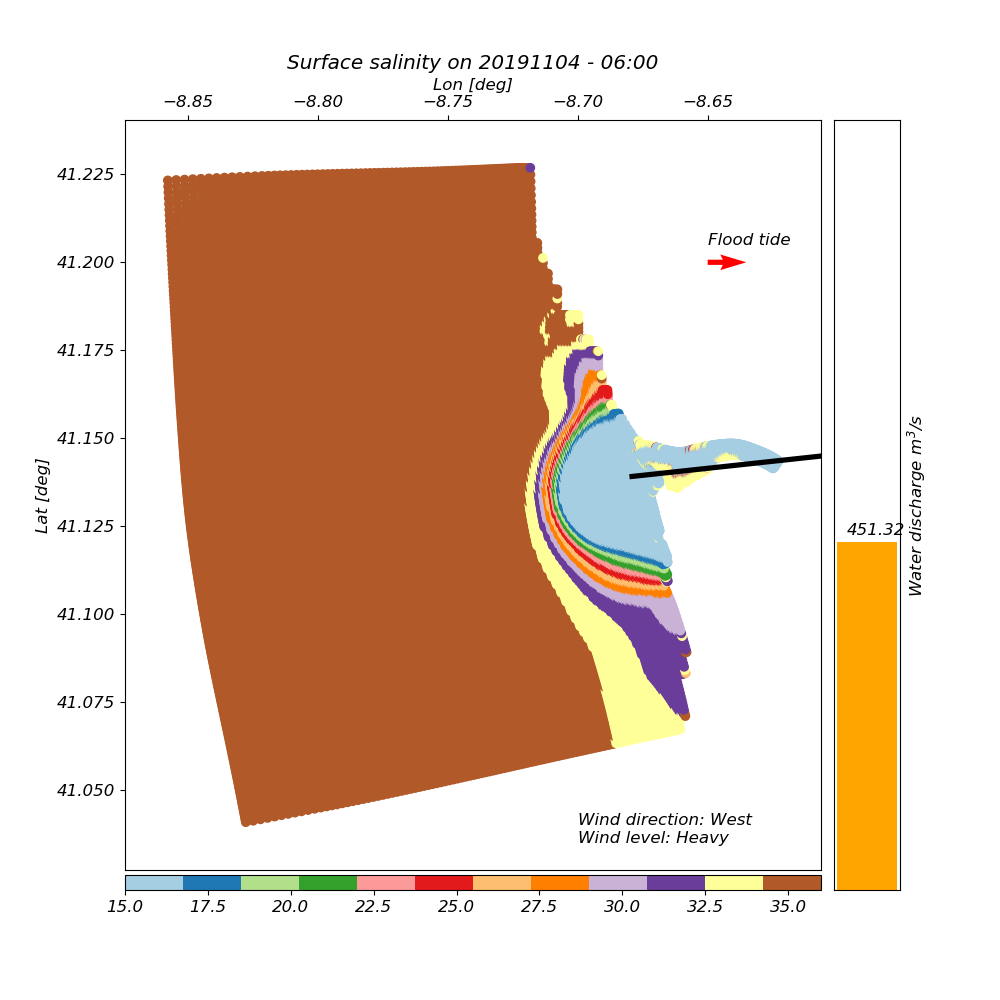 Surface salinity on 20191104 - 06:00
Lon [deg]
−8.85 −8.80 −8.75 −8.70 −8.65
41.225
41.200
41.175
41.150
41.125
41.100
41.075
41.050
Lat [deg]
Flood tide
Wind direction: West
Wind level: Heavy
451.32
Water discharge m³/s
15.0 17.5 20.0 22.5 25.0 27.5 30.0 32.5 35.0